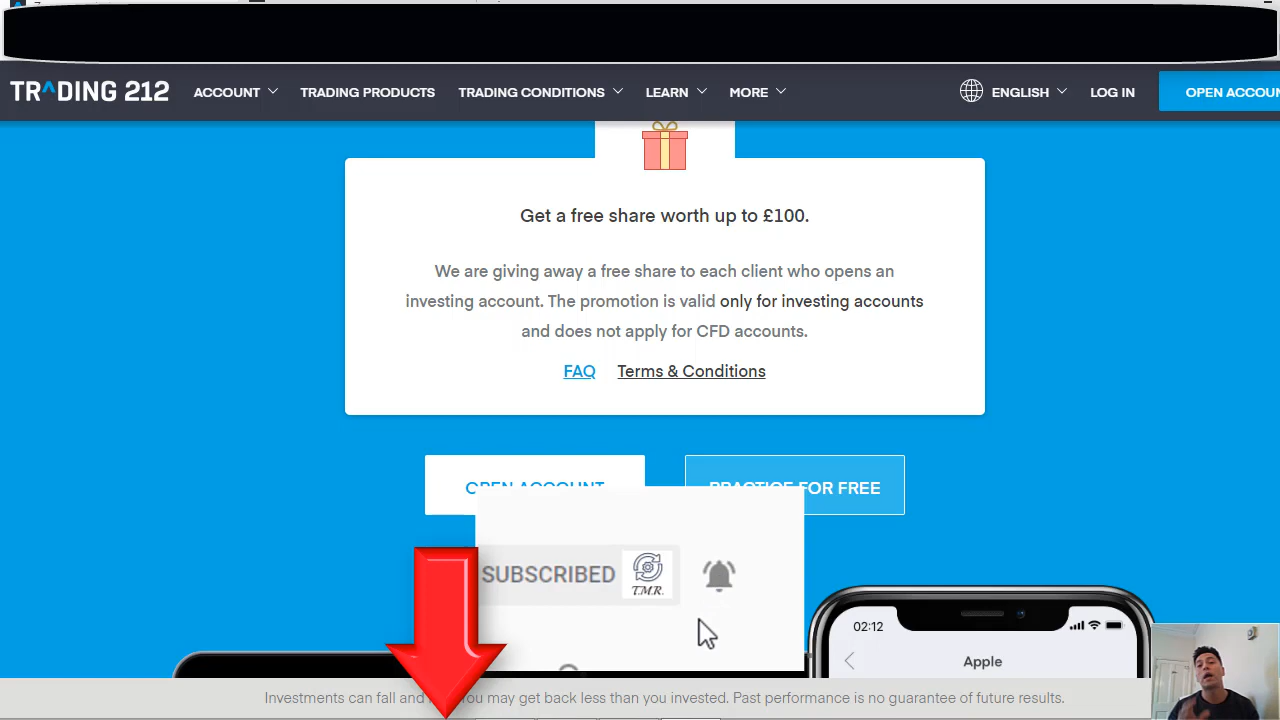 TRADING 212 ACCOUNT TRADING PRODUCTS TRADING CONDITIONS LEARN MORE ENGLISH LOG IN OPEN ACCOUN
Get a free share worth up to £100.
We are giving away a free share to each client who opens an
investing account. The promotion is valid only for investing accounts
and does not apply for CFD accounts.
FAQ Terms & Conditions
OPEN ACCOUNT PRACTICE FOR FREE
SUBSCRIBED T.M.R.
02:12
Apple
Investments can fall and you may get back less than you invested. Past performance is no guarantee of future results.